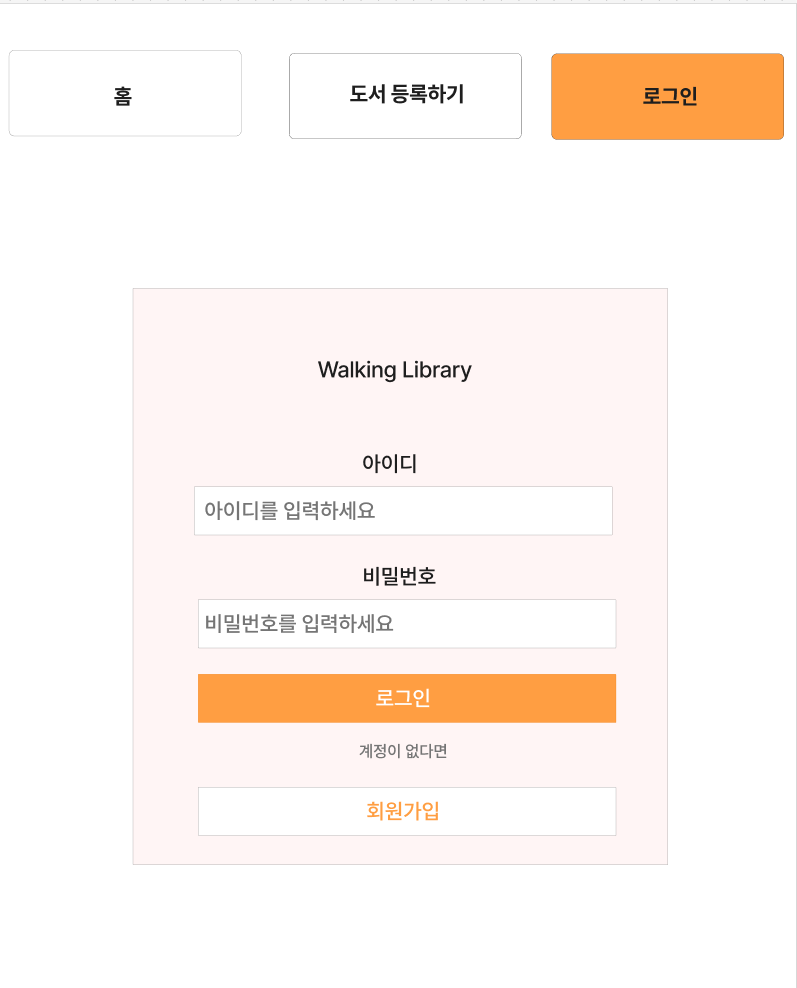 홈
도서 등록하기
로그인
Walking Library
아이디
아이디를 입력하세요
비밀번호
비밀번호를 입력하세요
로그인
계정이 없다면
회원가입